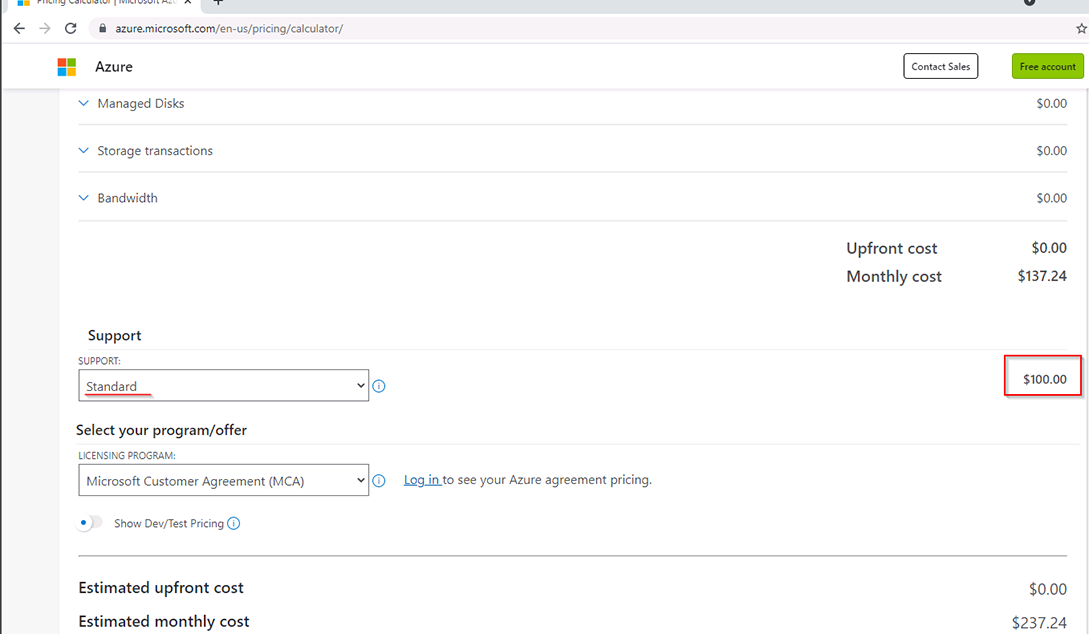 Pricing Calculator | Microsoft Az
azure.microsoft.com/en-us/pricing/calculator/
Azure
Contact Sales
Free account
Managed Disks $0.00
Storage transactions $0.00
Bandwidth $0.00
Upfront cost $0.00
Monthly cost $137.24
Support
SUPPORT:
Standard
$100.00
Select your program/offer
LICENSING PROGRAM:
Microsoft Customer Agreement (MCA)
Log in to see your Azure agreement pricing.
Show Dev/Test Pricing
Estimated upfront cost $0.00
Estimated monthly cost $237.24